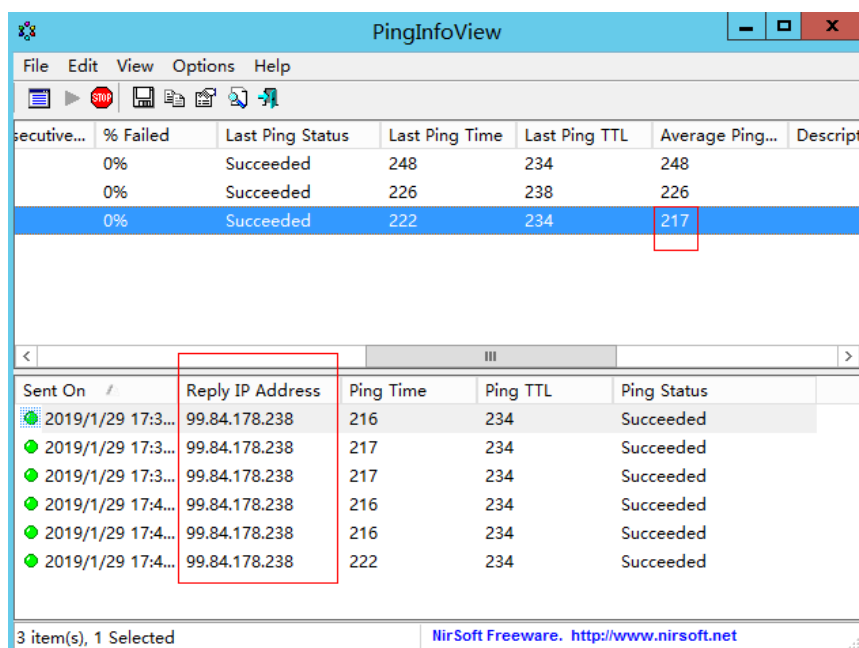 PingInfoView
File Edit View Options Help
STOP
secutive... % Failed Last Ping Status Last Ping Time Last Ping TTL Average Ping... Descript
0% Succeeded 248 234 248
0% Succeeded 226 238 226
0% Succeeded 222 234 217
Sent On Reply IP Address Ping Time Ping TTL Ping Status
2019/1/29 17:3... 99.84.178.238 216 234 Succeeded
2019/1/29 17:3... 99.84.178.238 217 234 Succeeded
2019/1/29 17:3... 99.84.178.238 217 234 Succeeded
2019/1/29 17:4... 99.84.178.238 216 234 Succeeded
2019/1/29 17:4... 99.84.178.238 216 234 Succeeded
2019/1/29 17:4... 99.84.178.238 222 234 Succeeded
3 item(s), 1 Selected NirSoft Freeware. http://www.nirsoft.net